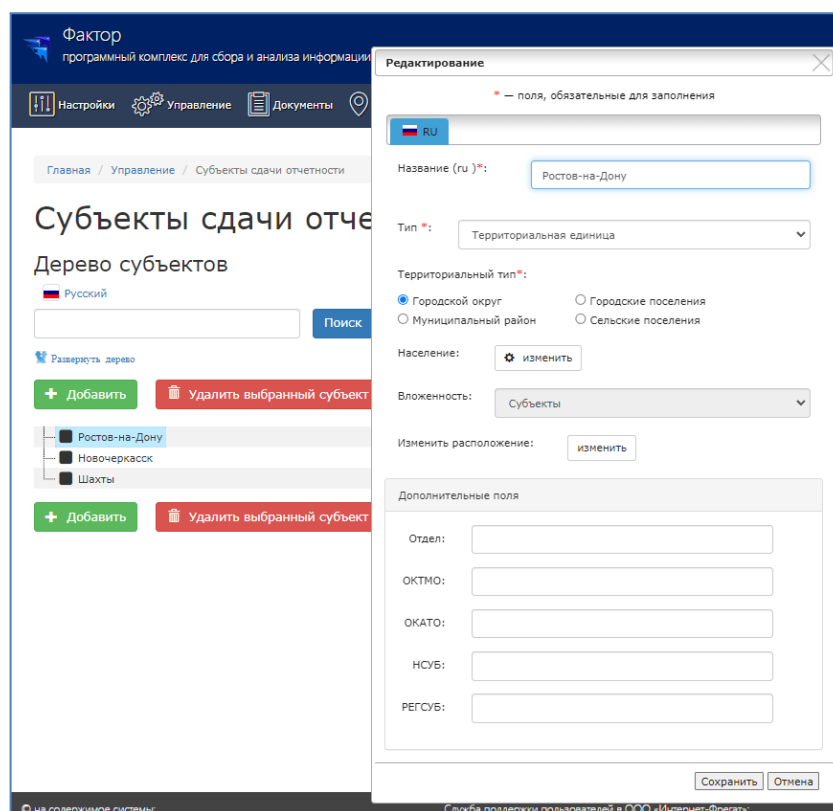 Фактор
программный комплекс для сбора и анализа информации
Настройки
Управление
Документы
Главная / Управление / Субъекты сдачи отчетности
Субъекты сдачи отче
Дерево субъектов
Русский
Поиск
Развернуть дерево
+ Добавить
Удалить выбранный субъект
Ростов-на-Дону
Новочеркасск
Шахты
+ Добавить
Удалить выбранный субъект
Редактирование
* — поля, обязательные для заполнения
RU
Название (ru )*:
Ростов-на-Дону
Тип *:
Территориальная единица
Территориальный тип*:
Городской округ
Городские поселения
Муниципальный район
Сельские поселения
Население:
изменить
Вложенность:
Субъекты
Изменить расположение:
изменить
Дополнительные поля
Отдел:
ОКТМО:
ОКАТО:
НСУБ:
РЕГСУБ:
Сохранить
Отмена
© на содержимое системы:
Служба поддержки пользователей в ООО «Интернет-Фрегат»: